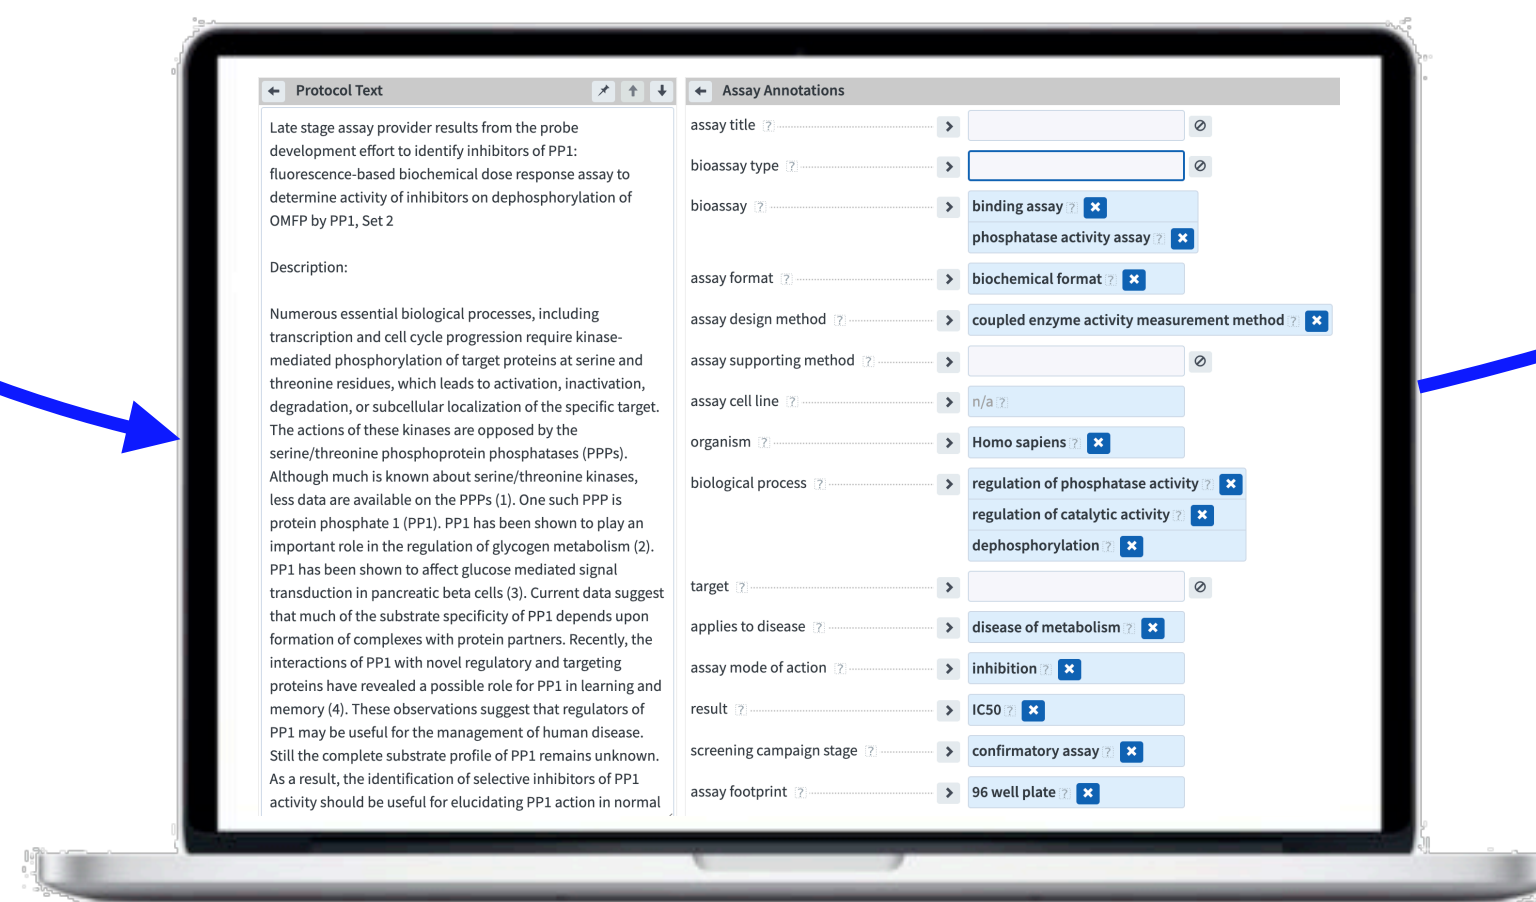 Protocol Text
Late stage assay provider results from the probe
development effort to identify inhibitors of PP1:
fluorescence-based biochemical dose response assay to
determine activity of inhibitors on dephosphorylation of
OMFP by PP1, Set 2
Description:
Numerous essential biological processes, including
transcription and cell cycle progression require kinase-
mediated phosphorylation of target proteins at serine and
threonine residues, which leads to activation, inactivation,
degradation, or subcellular localization of the specific target.
The actions of these kinases are opposed by the
serine/threonine phosphoprotein phosphatases (PPPs).
Although much is known about serine/threonine kinases,
less data are available on the PPPs (1). One such PPP is
protein phosphate 1 (PP1). PP1 has been shown to play an
important role in the regulation of glycogen metabolism (2).
PP1 has been shown to affect glucose mediated signal
transduction in pancreatic beta cells (3). Current data suggest
that much of the substrate specificity of PP1 depends upon
formation of complexes with protein partners. Recently, the
interactions of PP1 with novel regulatory and targeting
proteins have revealed a possible role for PP1 in learning and
memory (4). These observations suggest that regulators of
PP1 may be useful for the management of human disease.
Still the complete substrate profile of PP1 remains unknown.
As a result, the identification of selective inhibitors of PP1
activity should be useful for elucidating PP1 action in normal
Assay Annotations
assay title ?
bioassay type ?
bioassay ? binding assay ?
phosphatase activity assay ?
assay format ? biochemical format ?
assay design method ? coupled enzyme activity measurement method ?
assay supporting method ?
assay cell line ? n/a ?
organism ? Homo sapiens ?
biological process ? regulation of phosphatase activity ?
regulation of catalytic activity ?
dephosphorylation ?
target ?
applies to disease ? disease of metabolism ?
assay mode of action ? inhibition ?
result ? IC50 ?
screening campaign stage ? confirmatory assay ?
assay footprint ? 96 well plate ?